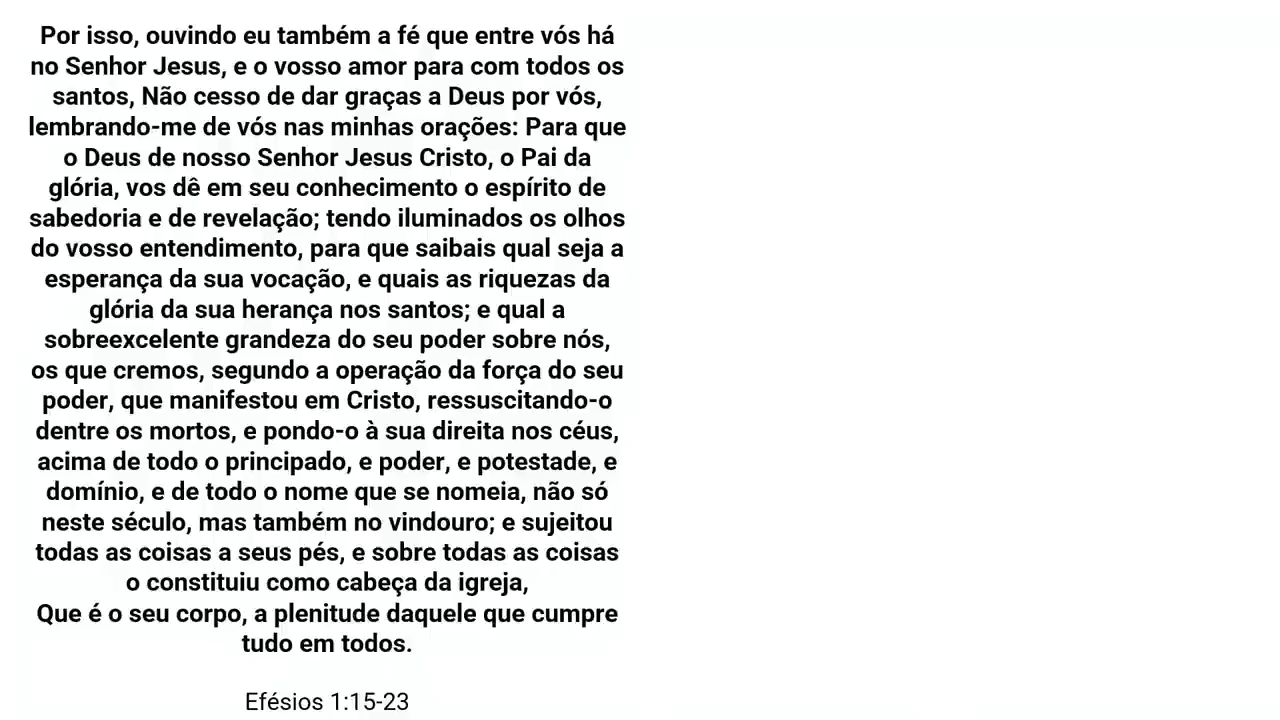 Por isso, ouvindo eu também a fé que entre vós há
no Senhor Jesus, e o vosso amor para com todos os
santos, Não cesso de dar graças a Deus por vós,
lembrando-me de vós nas minhas orações: Para que
o Deus de nosso Senhor Jesus Cristo, o Pai da
glória, vos dê em seu conhecimento o espírito de
sabedoria e de revelação; tendo iluminados os olhos
do vosso entendimento, para que saibais qual seja a
esperança da sua vocação, e quais as riquezas da
glória da sua herança nos santos; e qual a
sobreexcelente grandeza do seu poder sobre nós,
os que cremos, segundo a operação da força do seu
poder, que manifestou em Cristo, ressuscitando-o
dentre os mortos, e pondo-o à sua direita nos céus,
acima de todo o principado, e poder, e potestade, e
domínio, e de todo o nome que se nomeia, não só
neste século, mas também no vindouro; e sujeitou
todas as coisas a seus pés, e sobre todas as coisas
o constituiu como cabeça da igreja,
Que é o seu corpo, a plenitude daquele que cumpre
tudo em todos.
Efésios 1:15-23